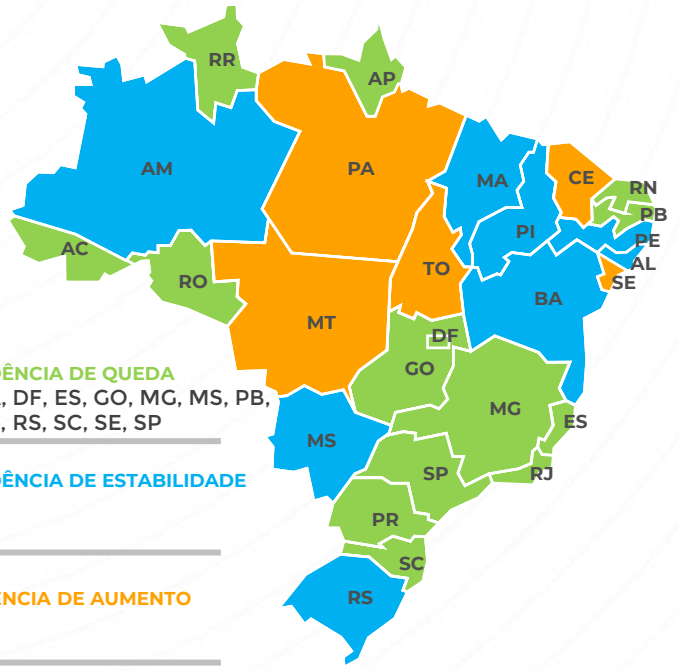 RR
AP
AM
PA
MA
CE
RN
PB
PI
PE
AL
SE
AC
RO
TO
BA
MT
DF
GO
MG
ES
MS
SP
RJ
PR
SC
RS
DÊNCIA DE QUEDA
, DF, ES, GO, MG, MS, PB,
, RS, SC, SE, SP
DÊNCIA DE ESTABILIDADE
ÊNCIA DE AUMENTO